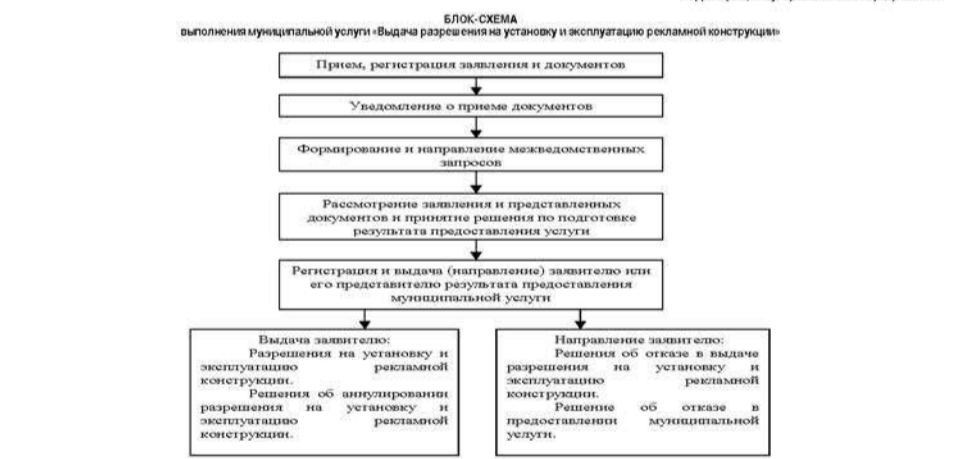 БЛОК-СХЕМА
выполнения муниципальной услуги «Выдача разрешения на установку и эксплуатацию рекламной конструкции»
Прием, регистрация заявления и документов
Уведомление о приеме документов
Формирование и направление межведомственных
запросов
Рассмотрение заявления и представленных
документов и принятие решения по подготовке
результата предоставления услуги
Регистрация и выдача (направление) заявителю или
его представителю результата предоставления
муниципальной услуги
Выдача заявителю:
Разрешения на установку и
эксплуатацию рекламной
конструкции.
Решения об аннулировании
разрешения на установку и
эксплуатацию рекламной
конструкции.
Направление заявителю:
Решения об отказе в выдаче
разрешения на установку и
эксплуатацию рекламной
конструкции.
Решение об отказе в
предоставлении муниципальной
услуги.